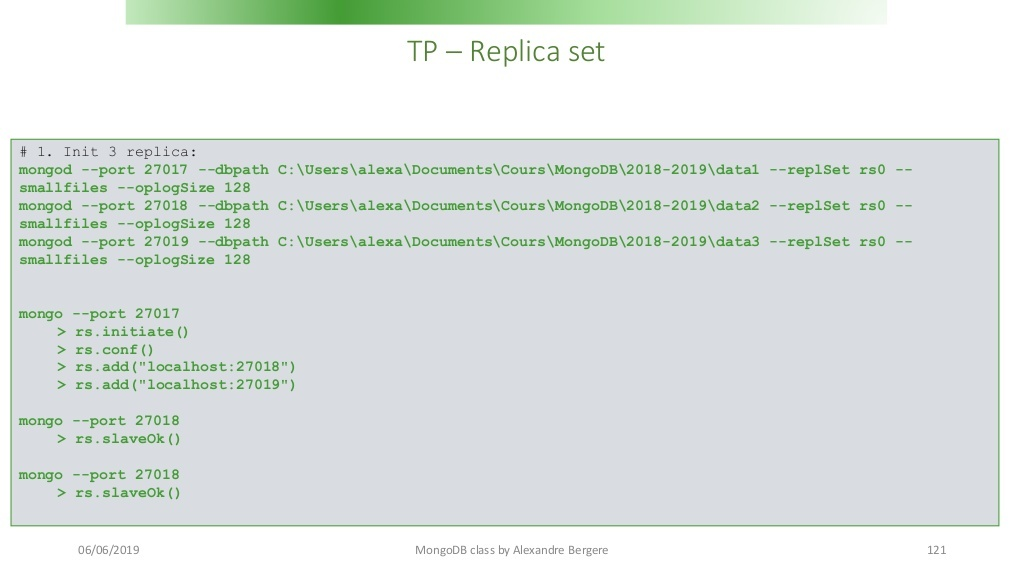 TP – Replica set
# 1. Init 3 replica:
mongod --port 27017 --dbpath C:\Users\alexa\Documents\Cours\MongoDB\2018-2019\data1 --replSet rs0 --
smallfiles --oplogSize 128
mongod --port 27018 --dbpath C:\Users\alexa\Documents\Cours\MongoDB\2018-2019\data2 --replSet rs0 --
smallfiles --oplogSize 128
mongod --port 27019 --dbpath C:\Users\alexa\Documents\Cours\MongoDB\2018-2019\data3 --replSet rs0 --
smallfiles --oplogSize 128
mongo --port 27017
> rs.initiate()
> rs.conf()
> rs.add("localhost:27018")
> rs.add("localhost:27019")
mongo --port 27018
> rs.slaveOk()
mongo --port 27018
> rs.slaveOk()
06/06/2019
MongoDB class by Alexandre Bergere
121